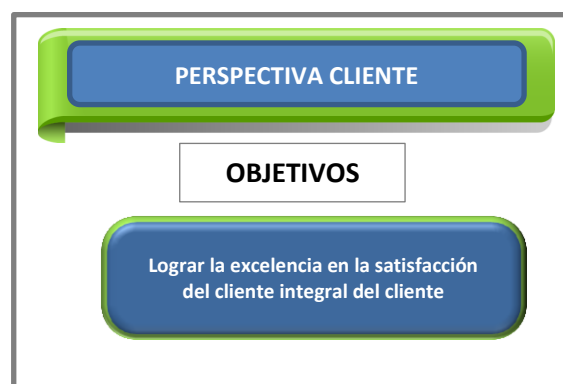 PERSPECTIVA CLIENTE
OBJETIVOS
Lograr la excelencia en la satisfacción
del cliente integral del cliente